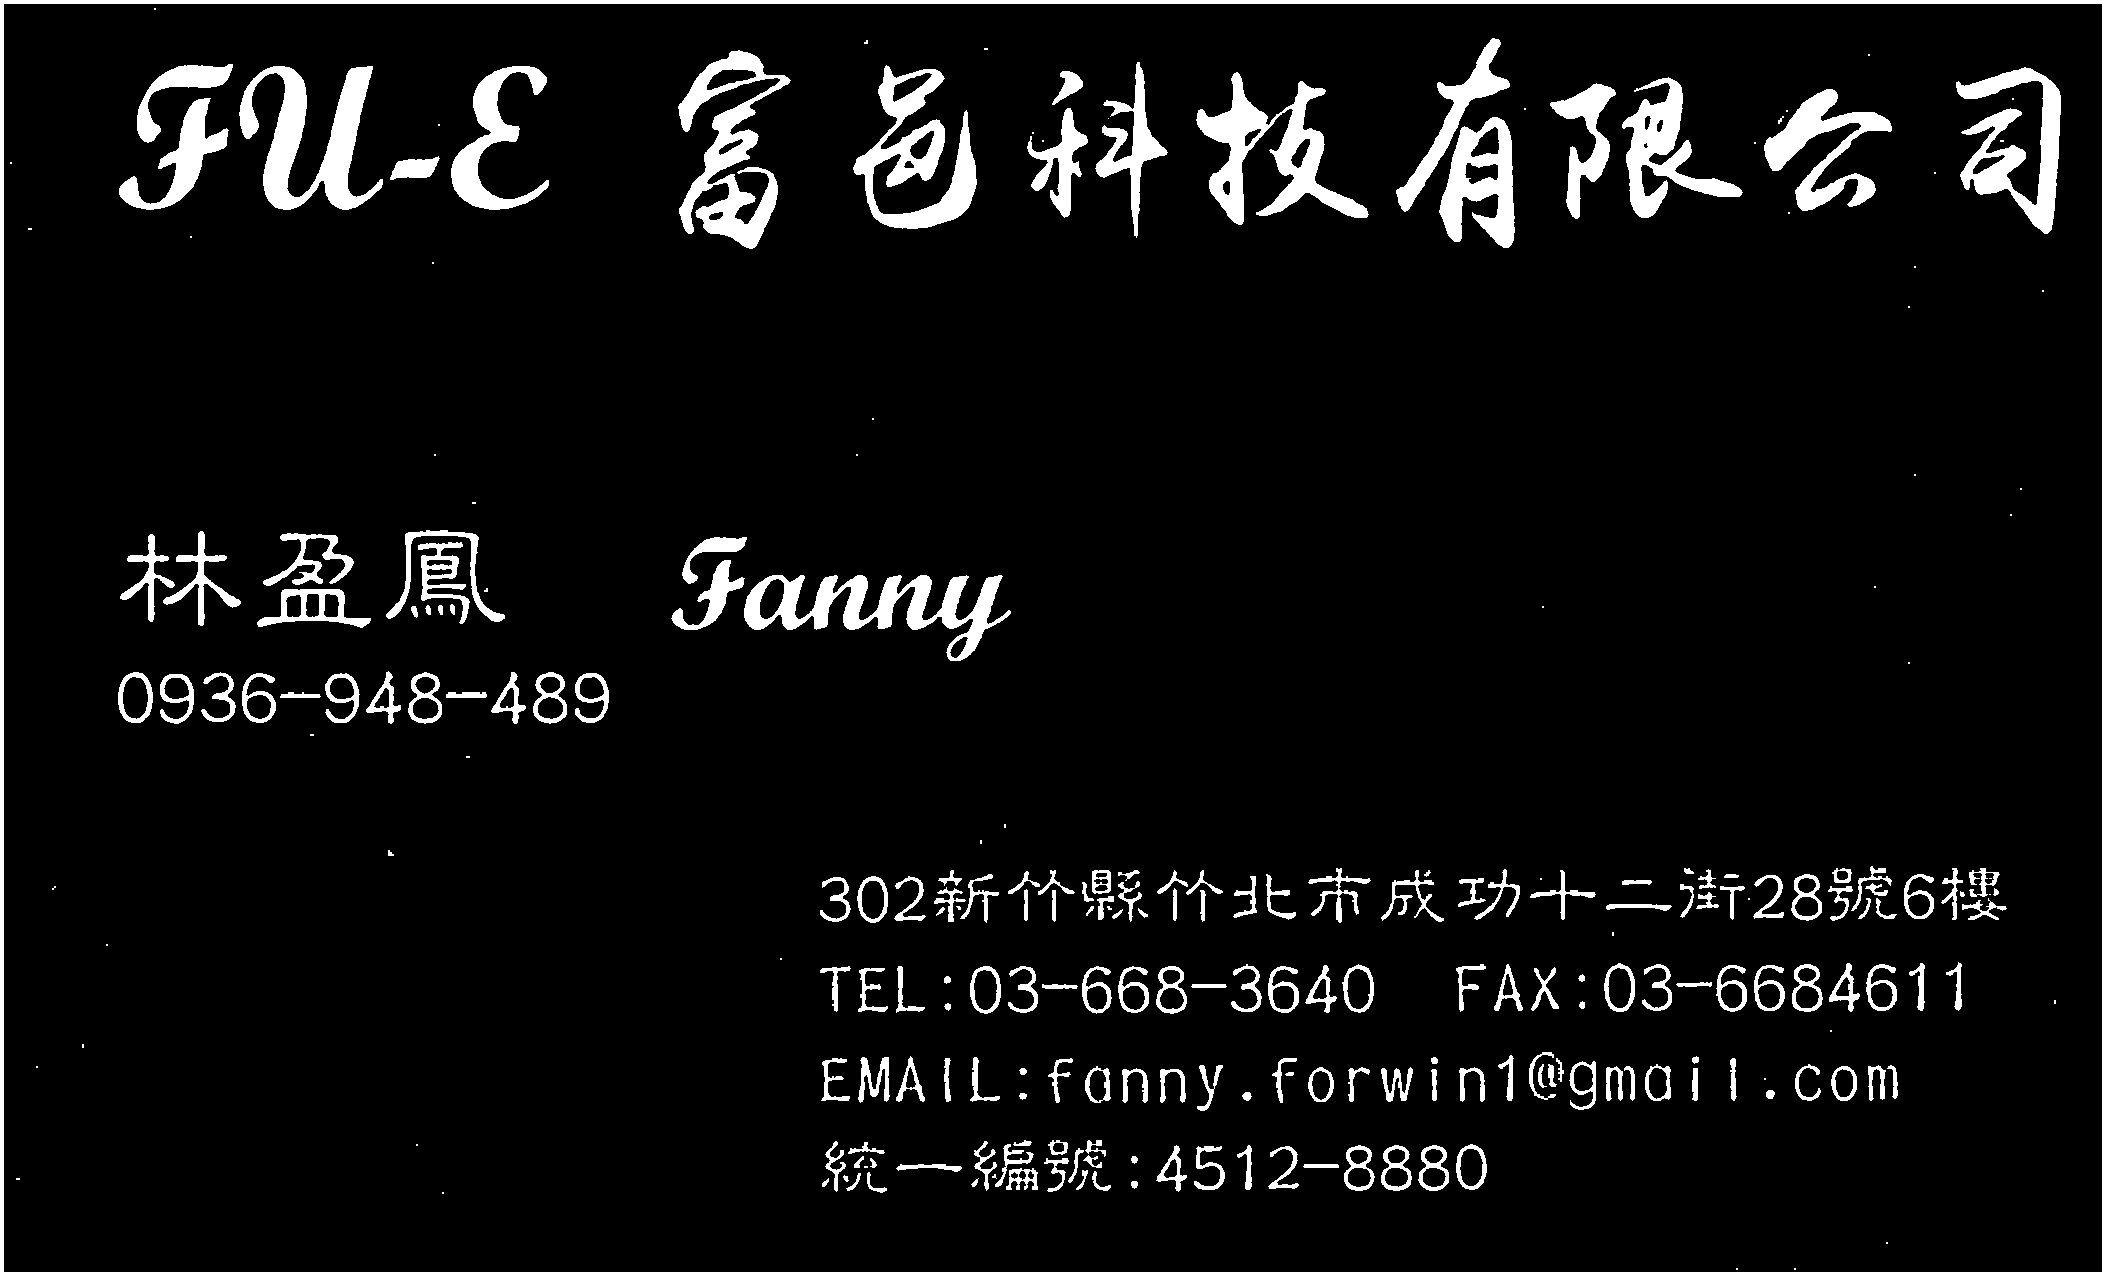 FU-E 富邑科技有限公司
林盈鳳 Fanny
0936-948-489
302新竹縣竹北市成功十二街28號6樓
TEL:03-668-3640 FAX:03-6684611
EMAIL:fanny.forwin1@gmail.com
統一編號:4512-8880